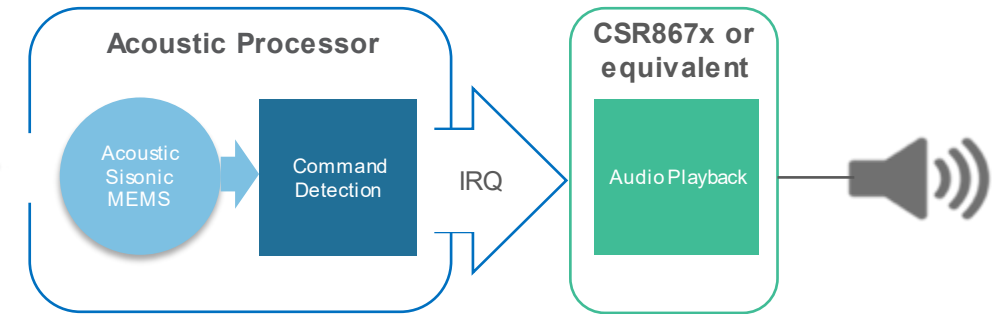 Acoustic Processor
Acoustic
Sisonic
MEMS
Command
Detection
IRQ
CSR867x or
equivalent
Audio Playback